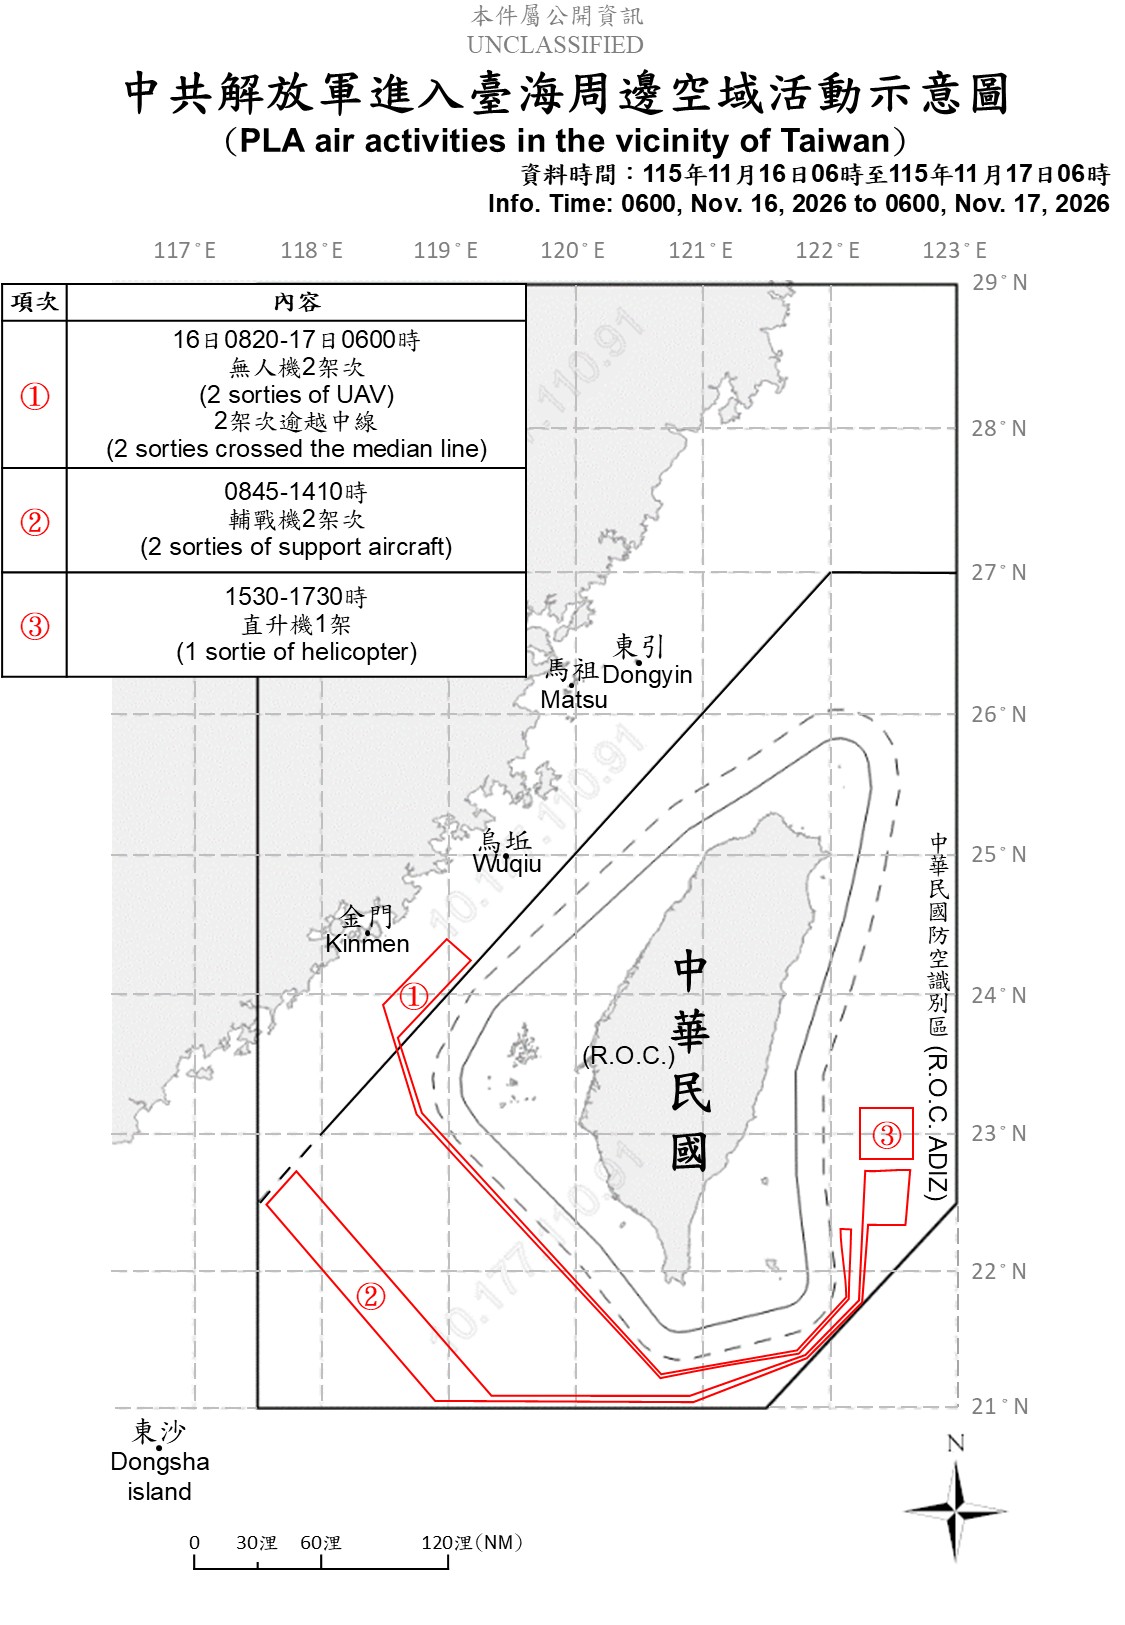 本件屬公開資訊
UNCLASSIFIED
中共解放軍進入臺海周邊空域活動示意圖
(PLA air activities in the vicinity of Taiwan)
資料時間：115年11月16日06時至115年11月17日06時
Info. Time: 0600, Nov. 16, 2026 to 0600, Nov. 17, 2026
117°E 118°E 119°E 120°E 121°E 122°E 123°E
29°N
項次 內容
①
16日0820-17日0600時
無人機2架次
(2 sorties of UAV)
2架次逾越中線
(2 sorties crossed the median line)
28°N
②
0845-1410時
輔戰機2架次
(2 sorties of support aircraft)
27°N
③
1530-1730時
直升機1架
(1 sortie of helicopter)
東引
Dongyin
馬祖
Matsu
26°N
烏坵
Wuqiu
25°N
金門
Kinmen
中華民國防空識別區 (R.O.C. ADIZ)
①
24°N
中華民國
(R.O.C.)
③
23°N
②
22°N
21°N
東沙
Dongsha
island
N
0 30浬 60浬 120浬(NM)